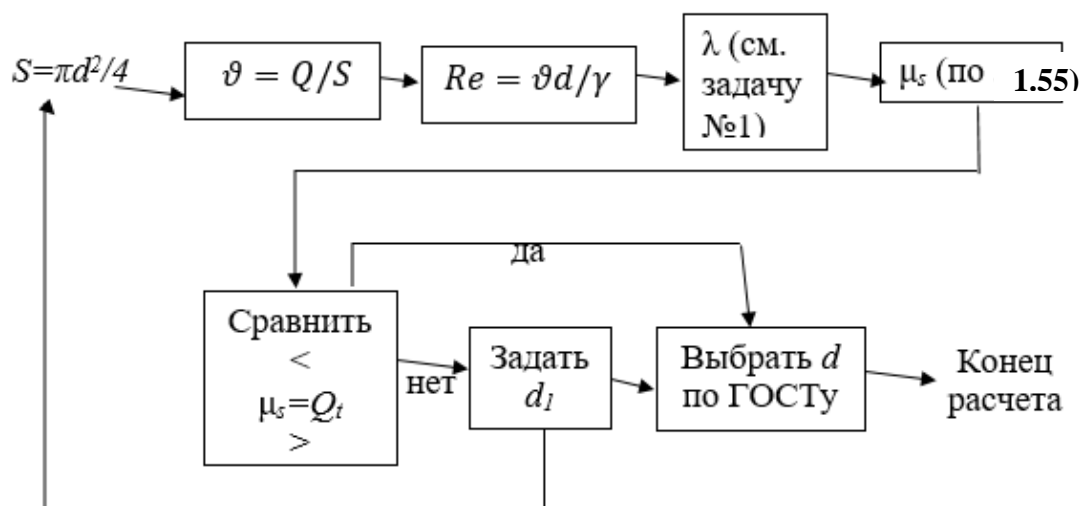 S=πd²/4
𝜗 = Q/S
Re = 𝜗d/γ
λ (см.
задачу
№1)
μₛ (по 1.55)
да
Сравнить
<
μₛ=Qₜ
>
нет
Задать
d₁
Выбрать d
по ГОСТу
Конец
расчета